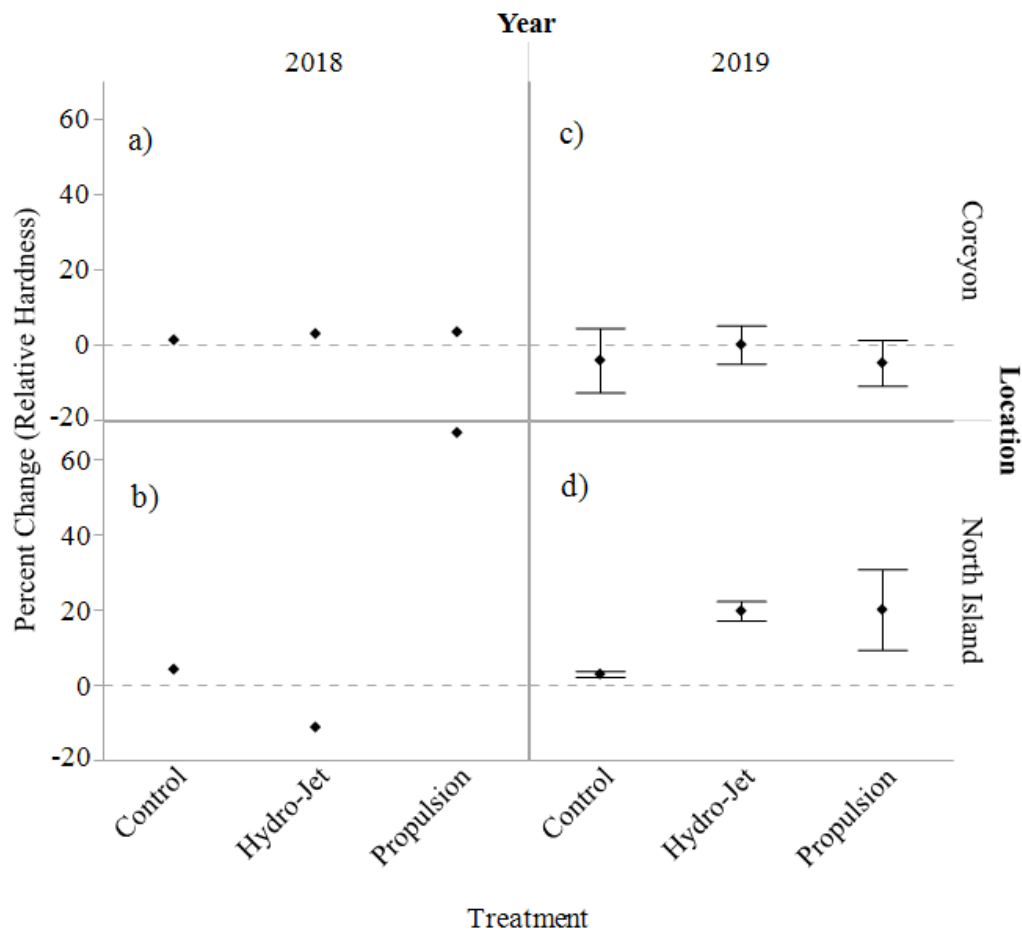 Year
2018
2019
Percent Change (Relative Hardness)
60
40
20
0
-20
a)
c)
Coreyon
Location
60
40
20
0
-20
b)
d)
North Island
Control
Hydro-Jet
Propulsion
Control
Hydro-Jet
Propulsion
Treatment